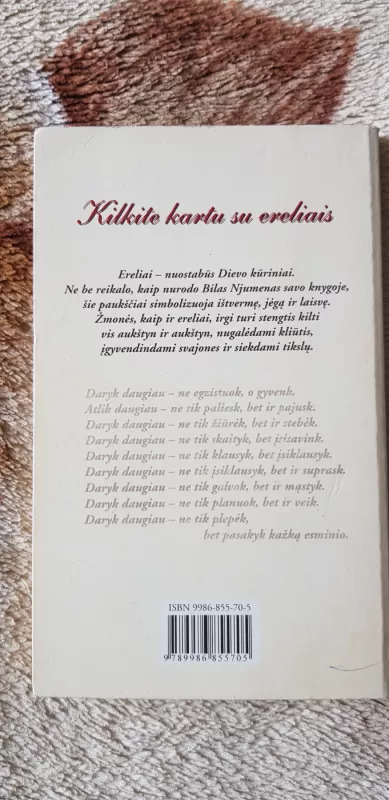 Kilkite kartu su ereliais
Ereliai – nuostabūs Dievo kūriniai.
Ne be reikalo, kaip nurodo Bilas Njumenas savo knygoje,
šie paukščiai simbolizuoja ištvermę, jėgą ir laisvę.
Žmonės, kaip ir ereliai, irgi turi stengtis kilti
vis aukštyn ir aukštyn, nugalėdami kliūtis,
įgyvendindami svajones ir siekdami tikslų.
Daryk daugiau – ne egzistuok, o gyvenk.
Atlik daugiau – ne tik paliesk, bet ir pajusk.
Daryk daugiau – ne tik žiūrėk, bet ir stebėk.
Daryk daugiau – ne tik skaityk, bet įsisavink.
Daryk daugiau – ne tik klausyk, bet įsiklausyk.
Daryk daugiau – ne tik įsiklausyk, bet ir suprask.
Daryk daugiau – ne tik galvok, bet ir mąstyk.
Daryk daugiau – ne tik planuok, bet ir veik.
Daryk daugiau – ne tik plepėk,
bet pasakyk kažką esminio.
ISBN 9986-855-70-5
9 789986 855705